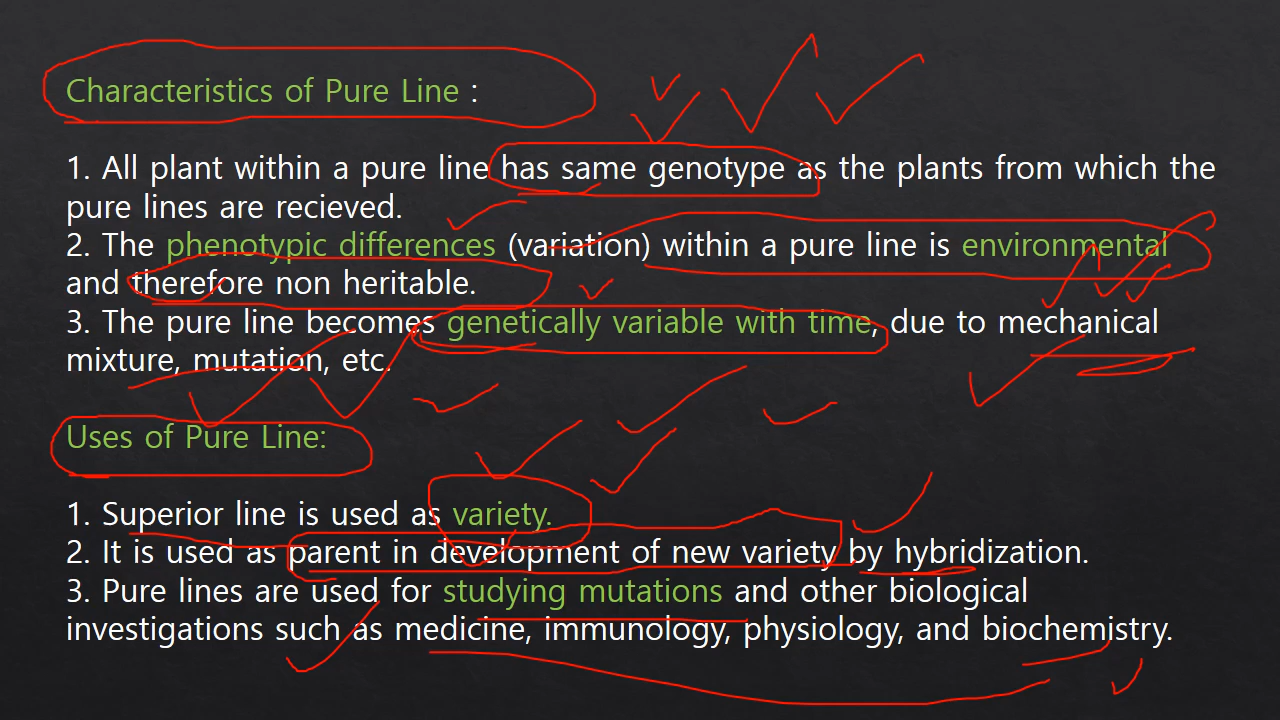 Characteristics of Pure Line :
1. All plant within a pure line has same genotype as the plants from which the
pure lines are recieved.
2. The phenotypic differences (variation) within a pure line is environmental
and therefore non heritable.
3. The pure line becomes genetically variable with time, due to mechanical
mixture, mutation, etc.
Uses of Pure Line:
1. Superior line is used as variety.
2. It is used as parent in development of new variety by hybridization.
3. Pure lines are used for studying mutations and other biological
investigations such as medicine, immunology, physiology, and biochemistry.